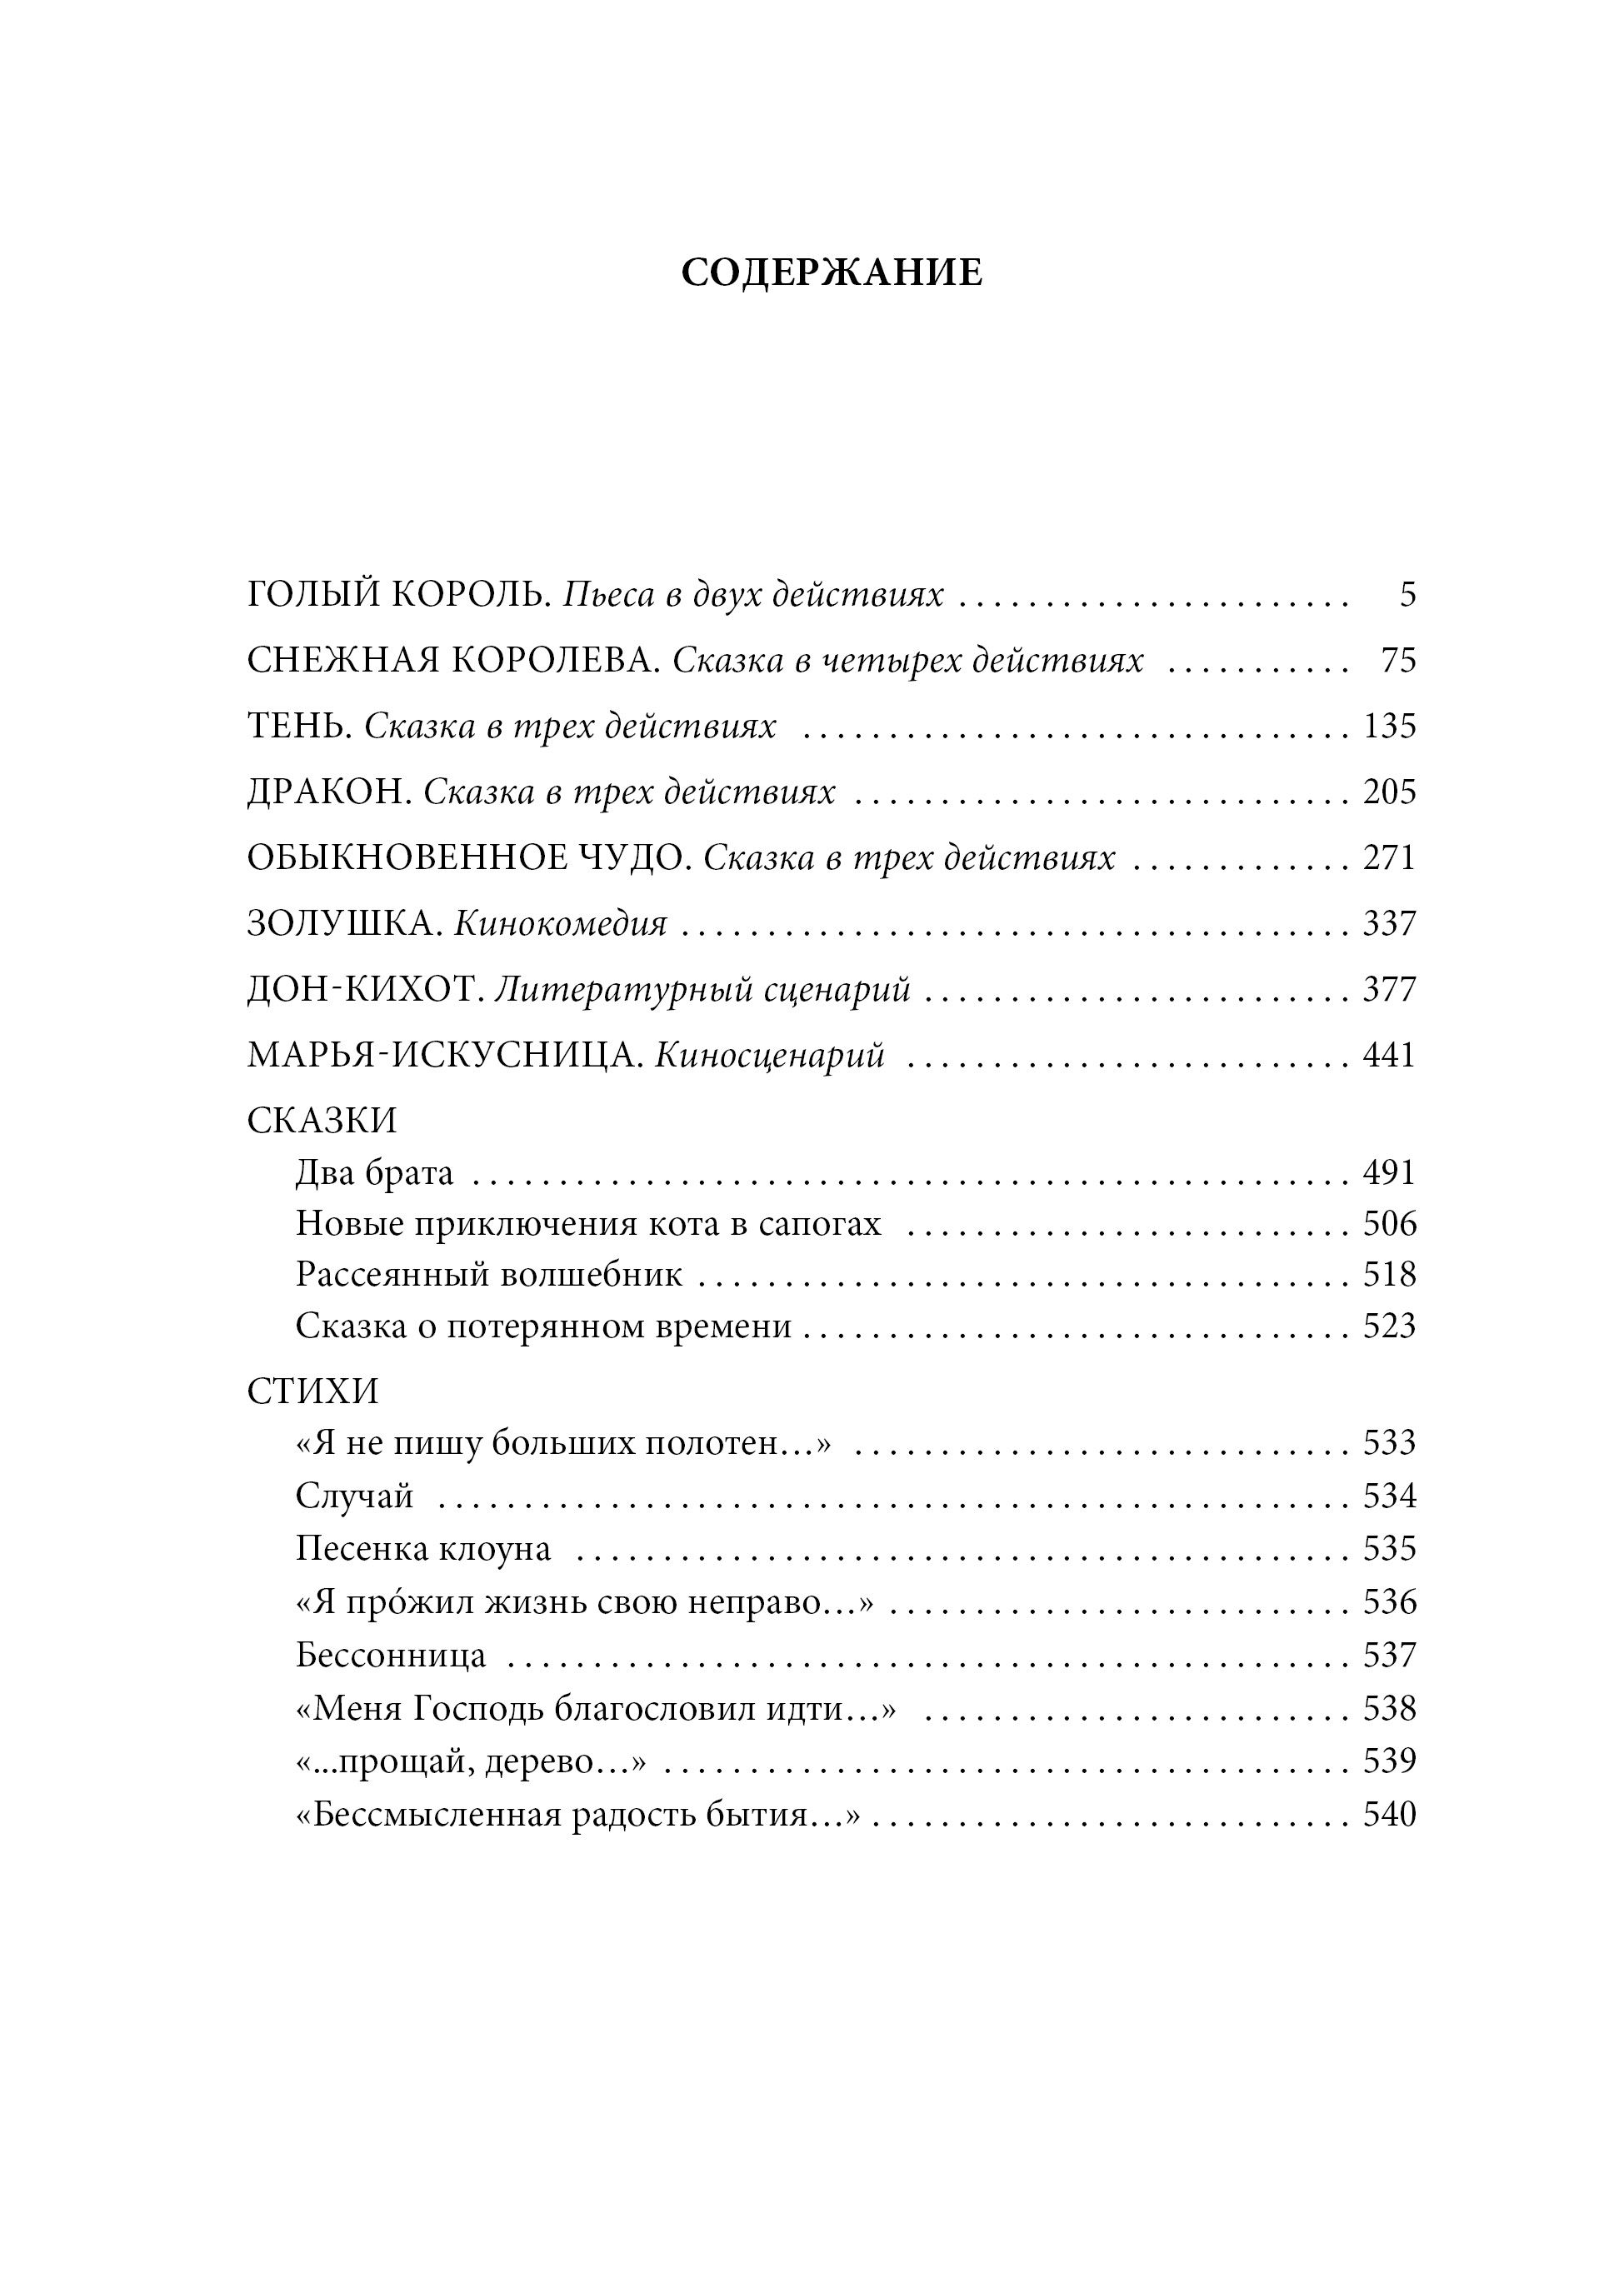 СОДЕРЖАНИЕ
ГОЛЫЙ КОРОЛЬ. Пьеса в двух действиях . . . . . . . . . . . . . . . . . . . . . . . 5
СНЕЖНАЯ КОРОЛЕВА. Сказка в четырех действиях . . . . . . . . . . . 75
ТЕНЬ. Сказка в трех действиях . . . . . . . . . . . . . . . . . . . . . . . . . . . . . . . . 135
ДРАКОН. Сказка в трех действиях . . . . . . . . . . . . . . . . . . . . . . . . . . . . . 205
ОБЫКНОВЕННОЕ ЧУДО. Сказка в трех действиях . . . . . . . . . . . . . 271
ЗОЛУШКА. Кинокомедия . . . . . . . . . . . . . . . . . . . . . . . . . . . . . . . . . . . . . . . 337
ДОН-КИХОТ. Литературный сценарий . . . . . . . . . . . . . . . . . . . . . . . . . 377
МАРЬЯ-ИСКУСНИЦА. Киносценарий . . . . . . . . . . . . . . . . . . . . . . . . . . 441
СКАЗКИ
Два брата . . . . . . . . . . . . . . . . . . . . . . . . . . . . . . . . . . . . . . . . . . . . . . . . . . . 491
Новые приключения кота в сапогах . . . . . . . . . . . . . . . . . . . . . . . . . . 506
Рассеянный волшебник . . . . . . . . . . . . . . . . . . . . . . . . . . . . . . . . . . . . . . 518
Сказка о потерянном времени . . . . . . . . . . . . . . . . . . . . . . . . . . . . . . . . 523
СТИХИ
«Я не пишу больших полотен…» . . . . . . . . . . . . . . . . . . . . . . . . . . . . . 533
Случай . . . . . . . . . . . . . . . . . . . . . . . . . . . . . . . . . . . . . . . . . . . . . . . . . . . . . 534
Песенка клоуна . . . . . . . . . . . . . . . . . . . . . . . . . . . . . . . . . . . . . . . . . . . . . 535
«Я про́жил жизнь свою неправо…» . . . . . . . . . . . . . . . . . . . . . . . . . . . 536
Бессонница . . . . . . . . . . . . . . . . . . . . . . . . . . . . . . . . . . . . . . . . . . . . . . . . . 537
«Меня Господь благословил идти…» . . . . . . . . . . . . . . . . . . . . . . . . . 538
«...прощай, дерево…» . . . . . . . . . . . . . . . . . . . . . . . . . . . . . . . . . . . . . . . . 539
«Бессмысленная радость бытия…» . . . . . . . . . . . . . . . . . . . . . . . . . . . . 540